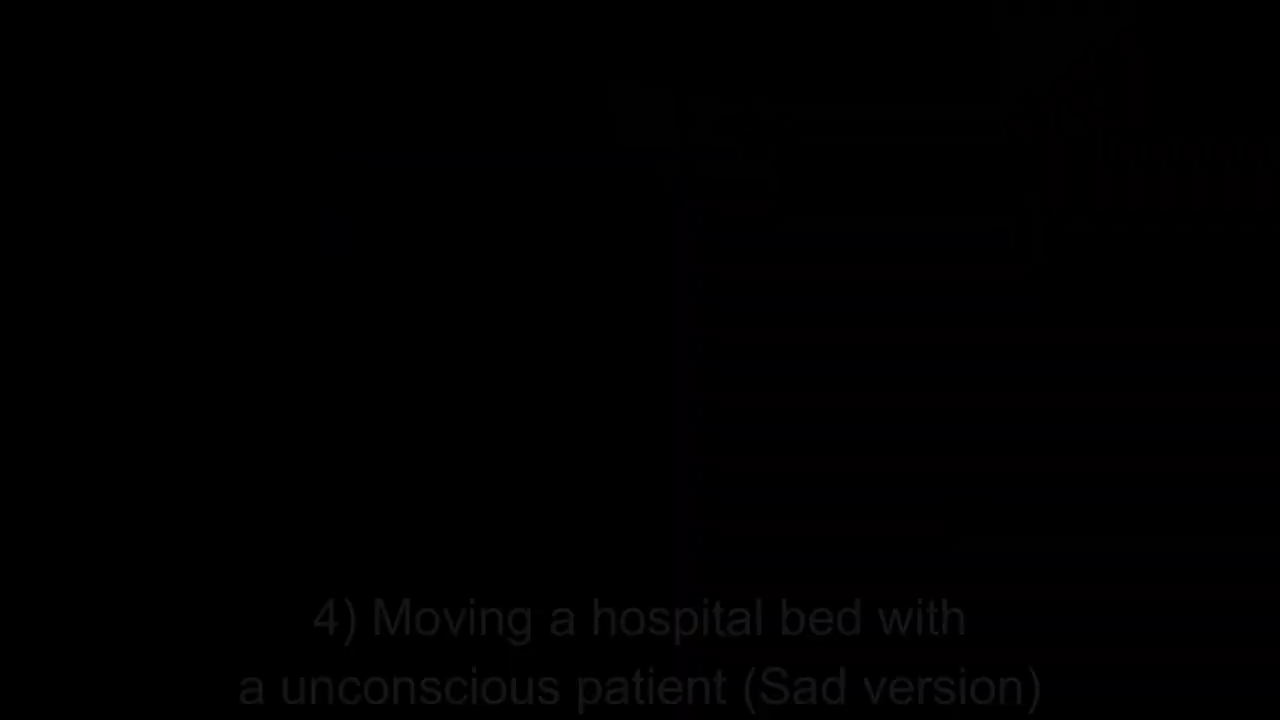 4) Moving a hospital bed with
a unconscious patient (Sad version)